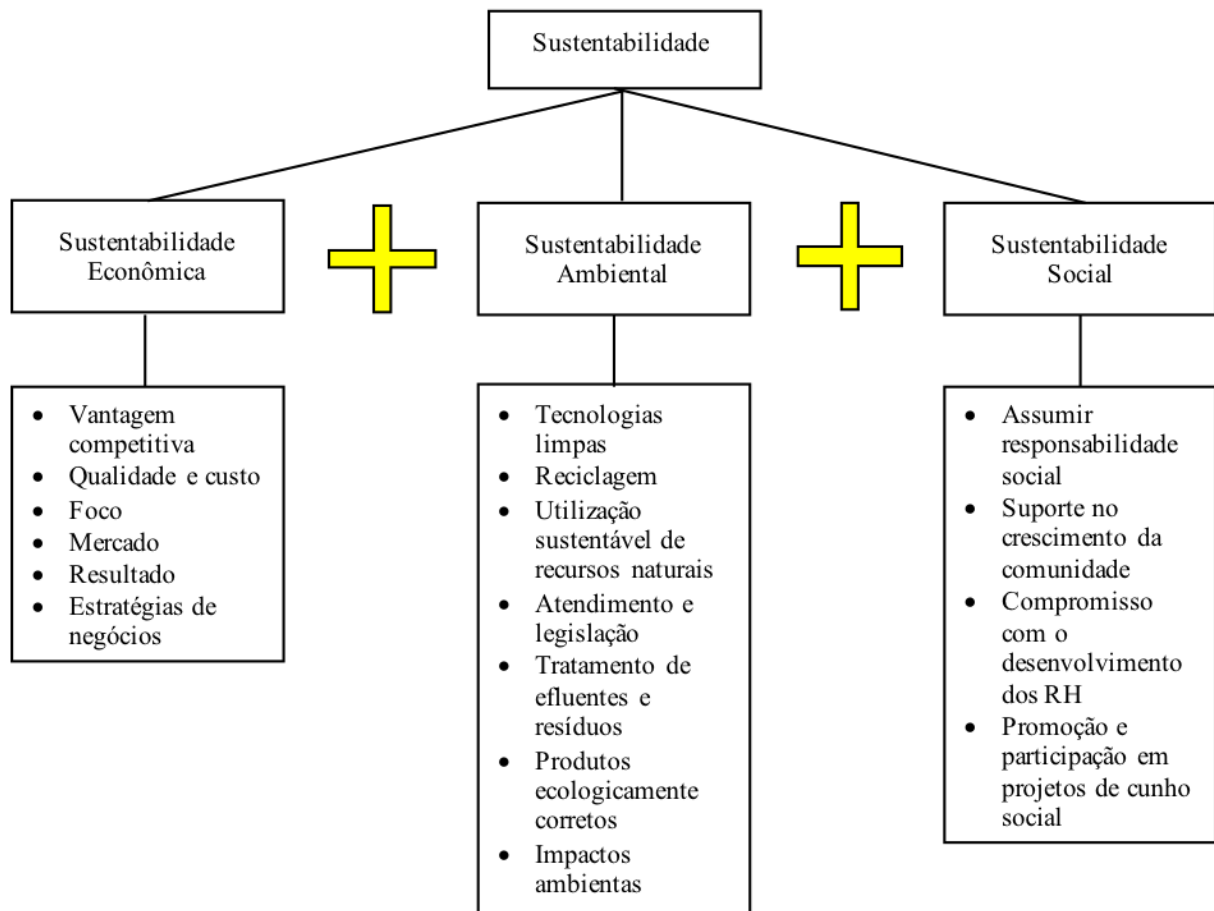 Sustentabilidade
Sustentabilidade
Econômica
Sustentabilidade
Ambiental
Sustentabilidade
Social
• Vantagem
competitiva
• Qualidade e custo
• Foco
• Mercado
• Resultado
• Estratégias de
negócios
• Tecnologias
limpas
• Reciclagem
• Utilização
sustentável de
recursos naturais
• Atendimento e
legislação
• Tratamento de
efluentes e
resíduos
• Produtos
ecologicamente
corretos
• Impactos
ambientas
• Assumir
responsabilidade
social
• Suporte no
crescimento da
comunidade
• Compromisso
com o
desenvolvimento
dos RH
• Promoção e
participação em
projetos de cunho
social